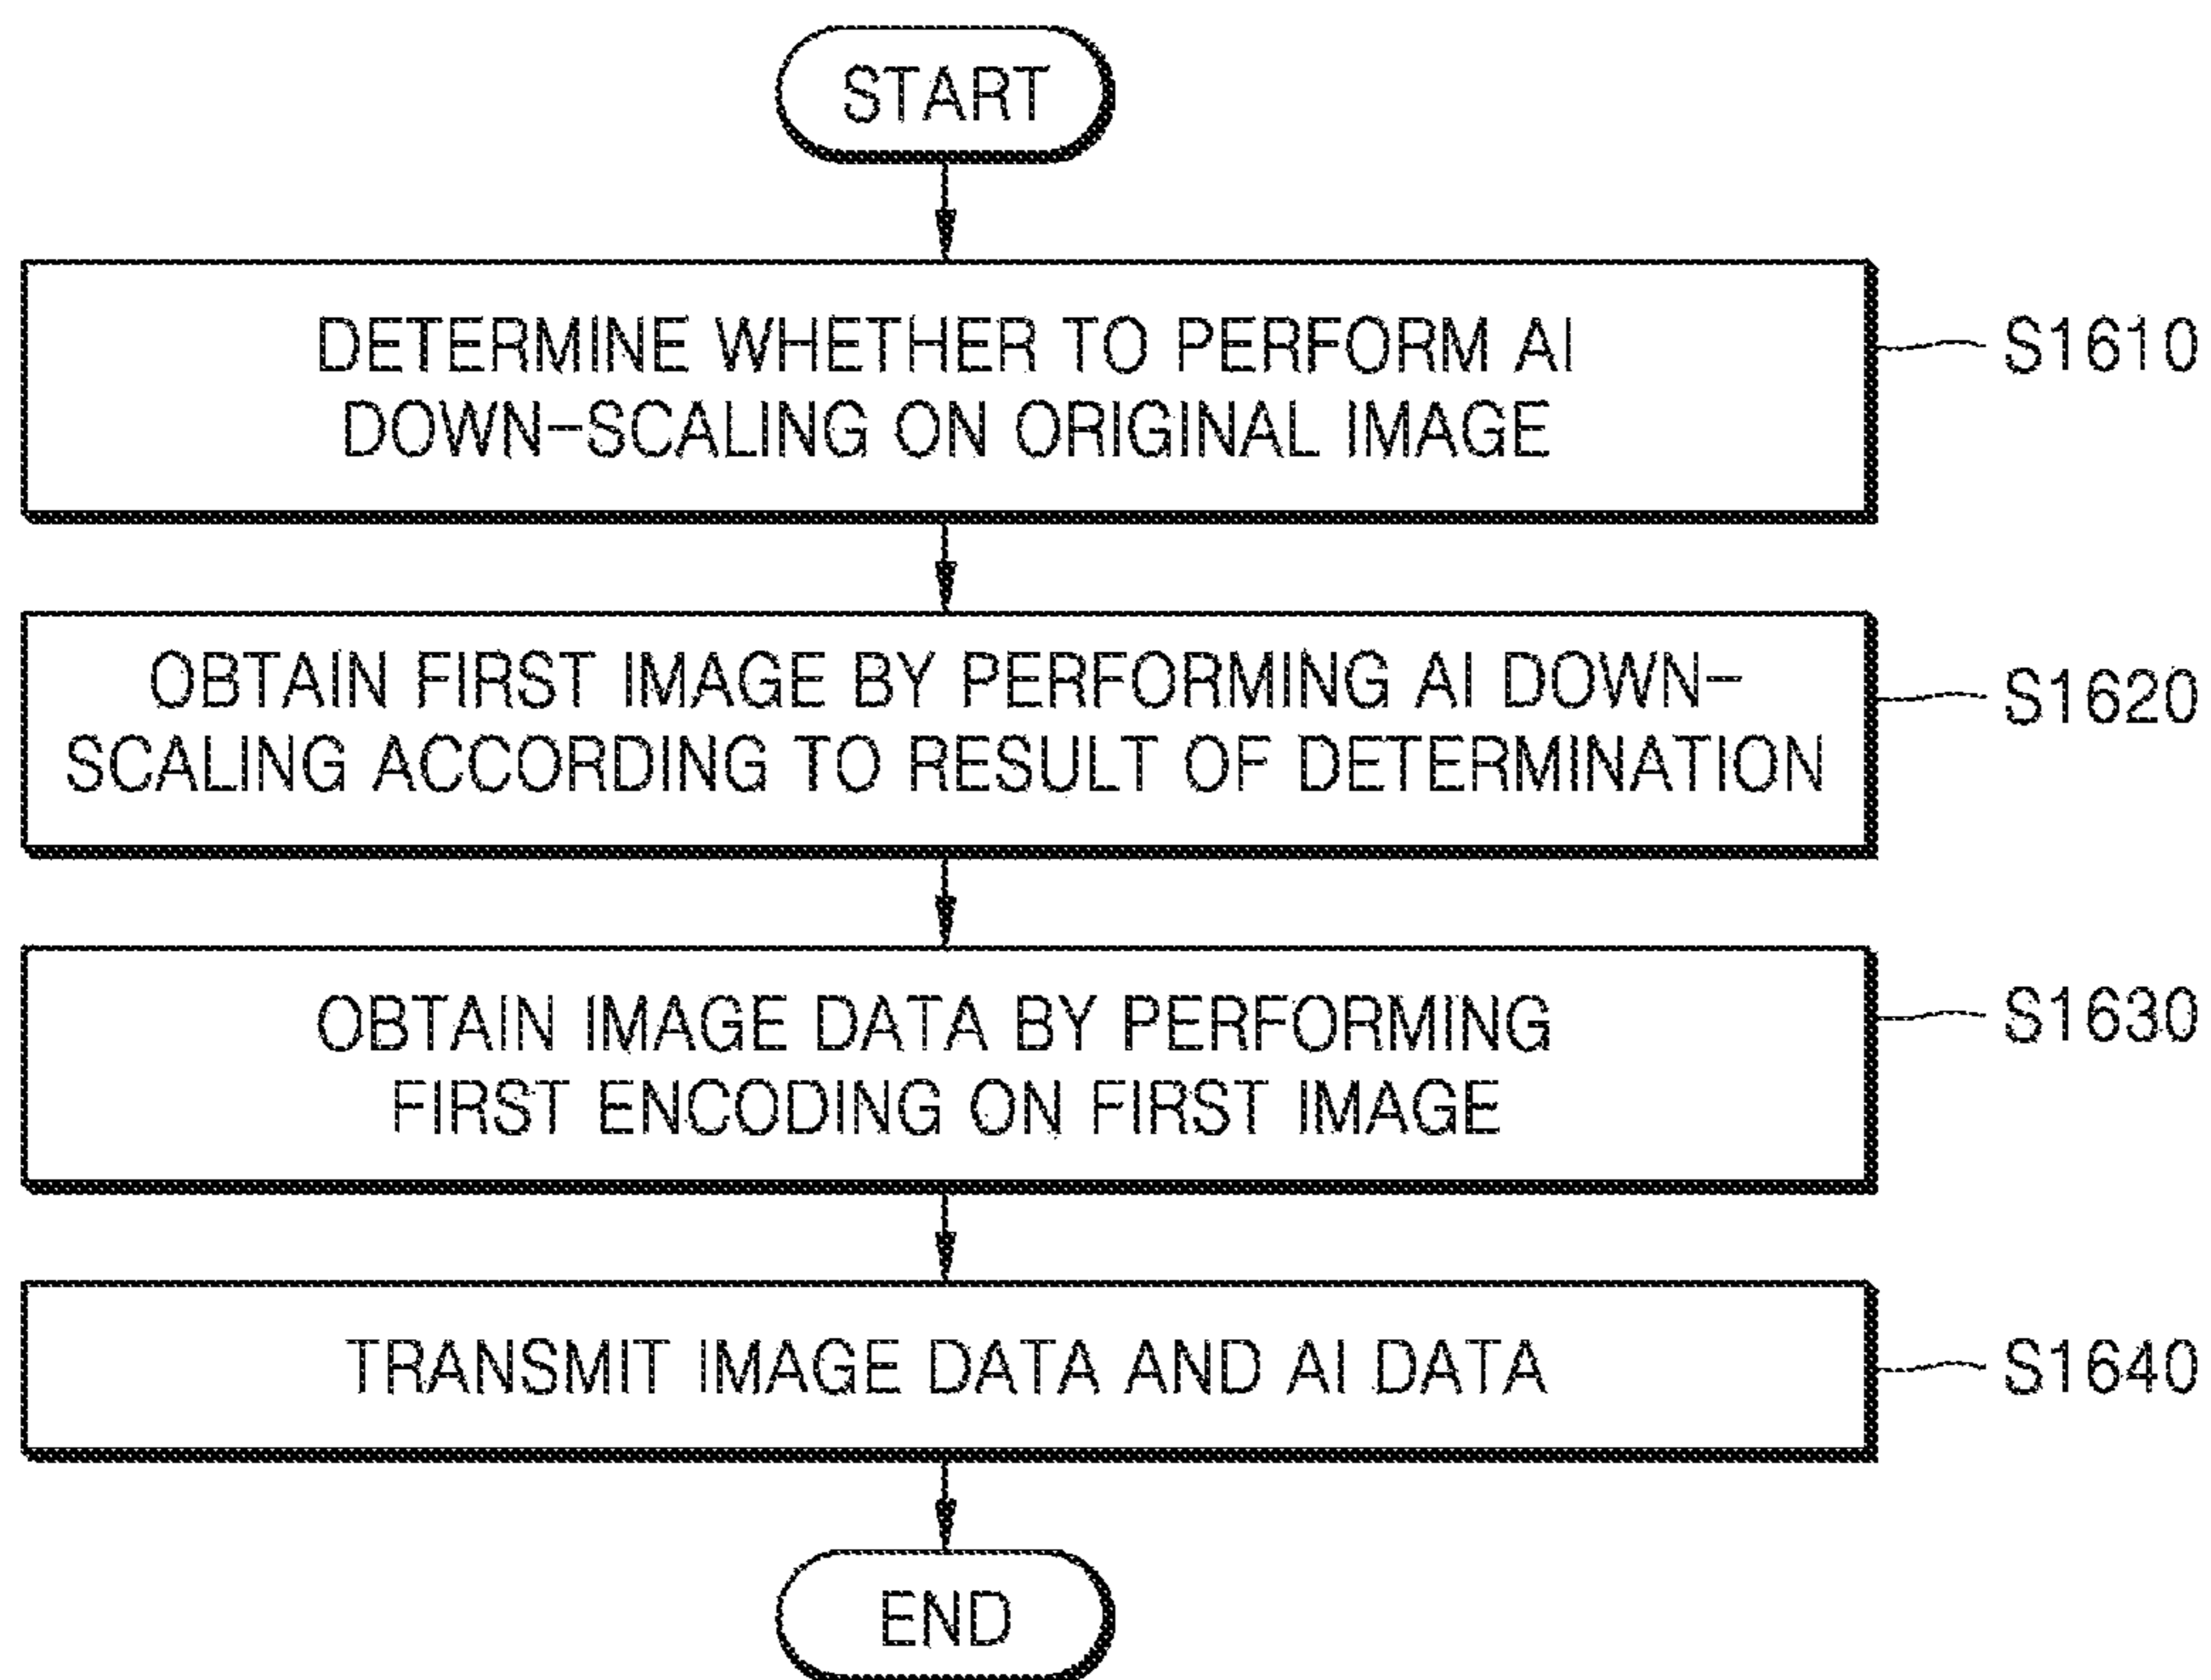 START
DETERMINE WHETHER TO PERFORM AI
DOWN-SCALING ON ORIGINAL IMAGE
S1610
OBTAIN FIRST IMAGE BY PERFORMING AI DOWN-
SCALING ACCORDING TO RESULT OF DETERMINATION
S1620
OBTAIN IMAGE DATA BY PERFORMING
FIRST ENCODING ON FIRST IMAGE
S1630
TRANSMIT IMAGE DATA AND AI DATA
S1640
END